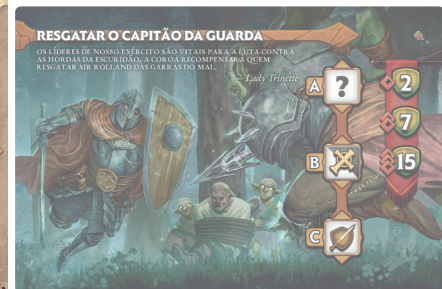 RESGATAR O CAPITÃO DA GUARDA
OS LÍDERES DE NOSSO EXÉRCITO SÃO VITAIS PARA A LUTA CONTRA
AS HORDAS DA ESCURIDÃO, A COROA RECOMPENSARÁ QUEM
RESGATAR SIR ROLLAND DAS GARRAS DO MAL.
—Lady Trinette
A ? 2
7
B 15
C